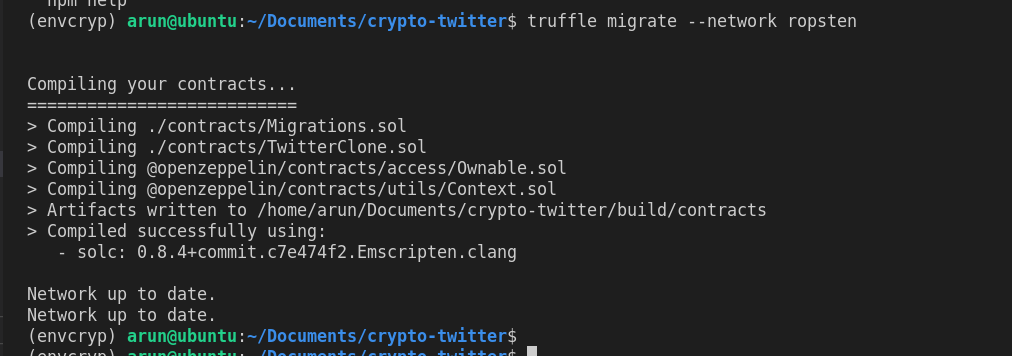 npm help
(envcryp) arun@ubuntu:~/Documents/crypto-twitter$ truffle migrate --network ropsten
Compiling your contracts...
===========================
> Compiling ./contracts/Migrations.sol
> Compiling ./contracts/TwitterClone.sol
> Compiling @openzeppelin/contracts/access/Ownable.sol
> Compiling @openzeppelin/contracts/utils/Context.sol
> Artifacts written to /home/arun/Documents/crypto-twitter/build/contracts
> Compiled successfully using:
- solc: 0.8.4+commit.c7e474f2.Emscripten.clang
Network up to date.
Network up to date.
(envcryp) arun@ubuntu:~/Documents/crypto-twitter$
(envcryp) arun@ubuntu:~/Documents/crypto-twitter$